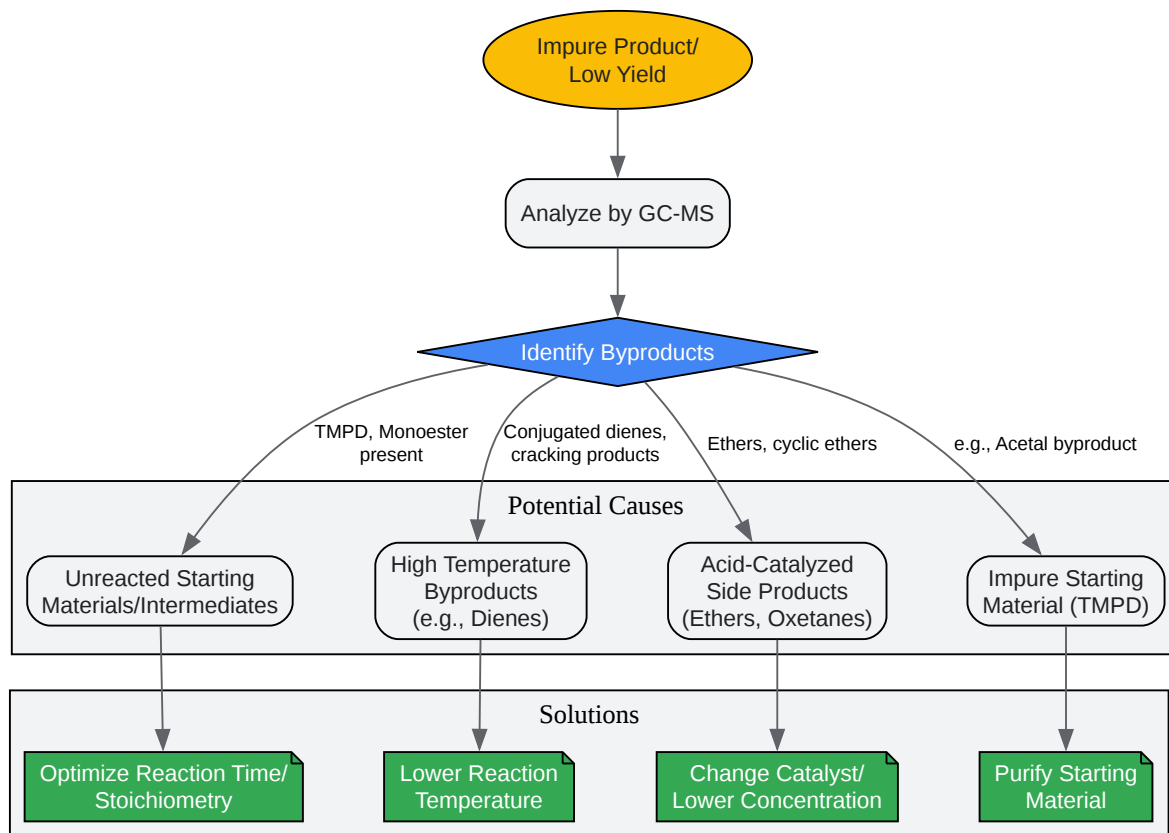 Impure Product/
Low Yield
Analyze by GC-MS
Identify Byproducts
TMPD, Monoester
present
Conjugated dienes,
cracking products
Ethers, cyclic ethers
e.g., Acetal byproduct
Potential Causes
Unreacted Starting
Materials/Intermediates
High Temperature
Byproducts
(e.g., Dienes)
Acid-Catalyzed
Side Products
(Ethers, Oxetanes)
Impure Starting
Material (TMPD)
Solutions
Optimize Reaction Time/
Stoichiometry
Lower Reaction
Temperature
Change Catalyst/
Lower Concentration
Purify Starting
Material